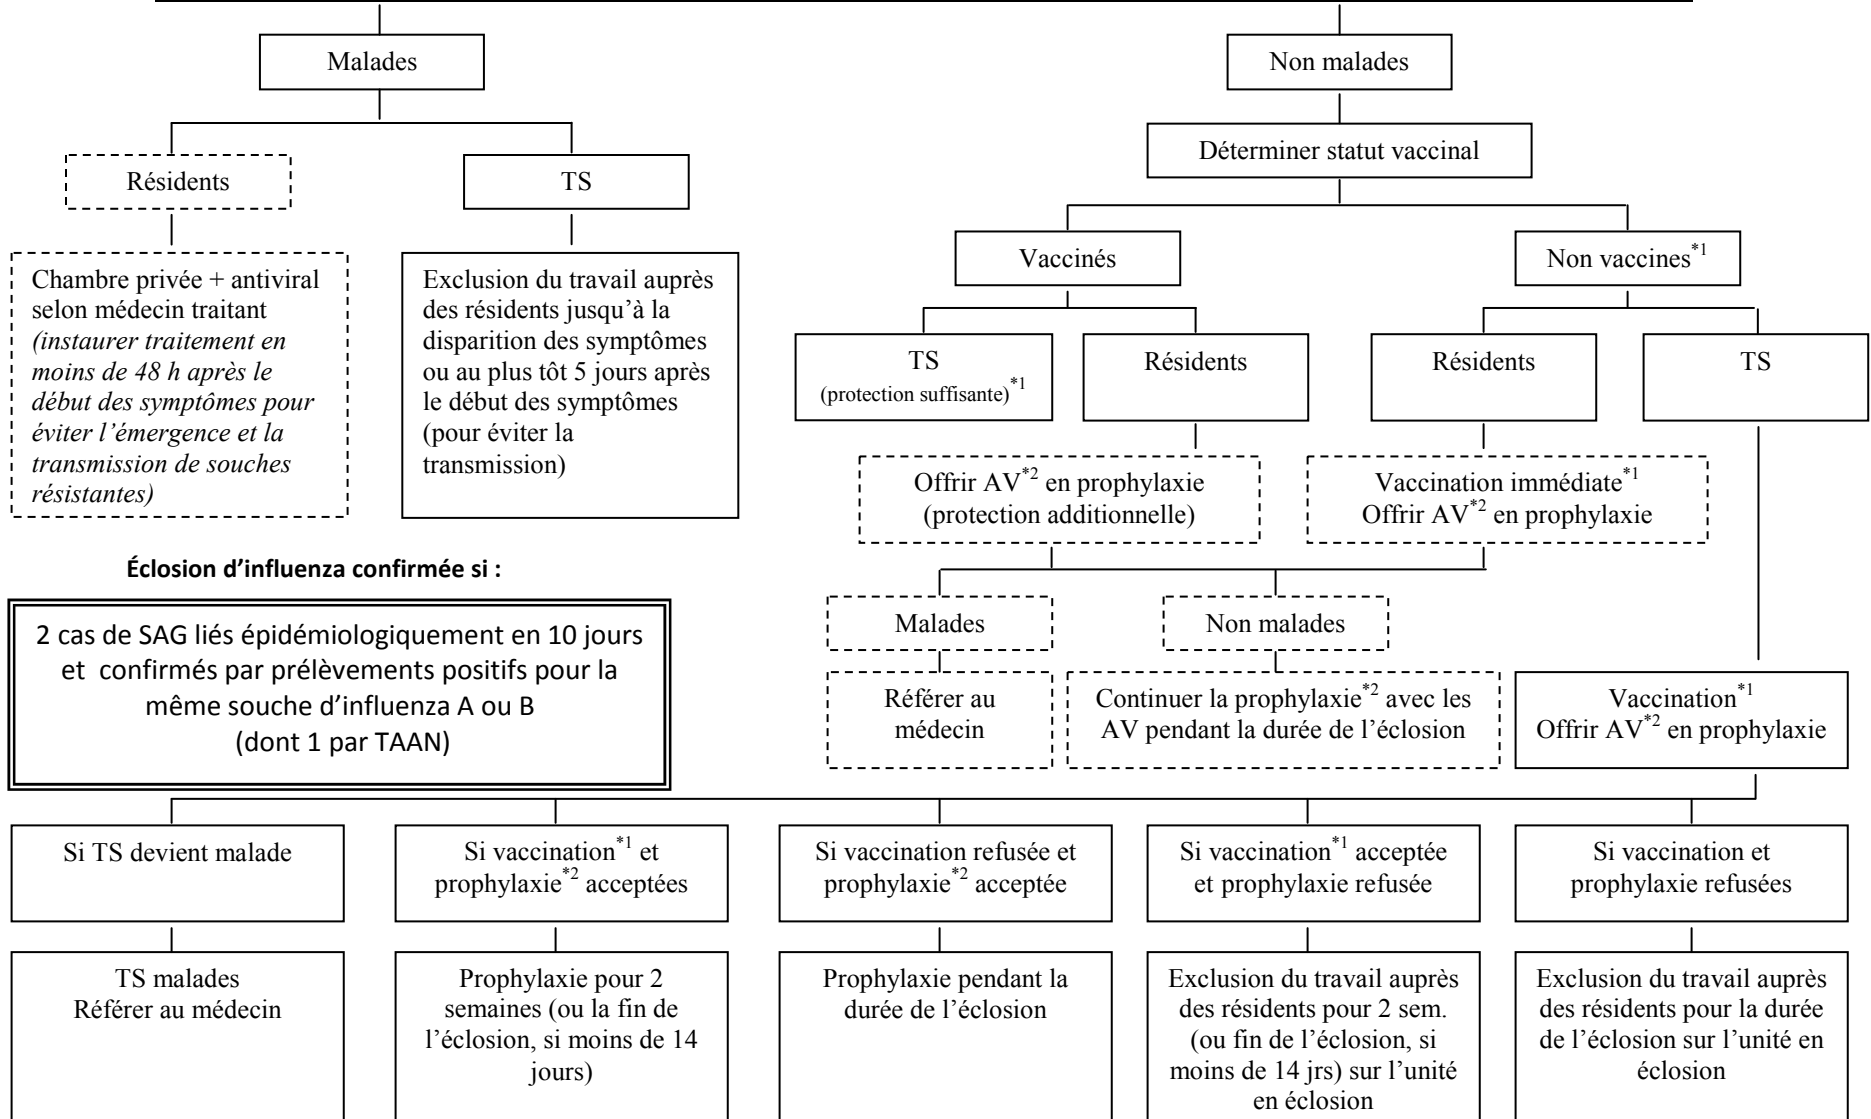 Malades
Non malades
Déterminer statut vaccinal
Résidents
TS
Vaccinés
Non vaccines*1
Chambre privée + antiviral
selon médecin traitant
(instaurer traitement en
moins de 48 h après le
début des symptômes pour
éviter l’émergence et la
transmission de souches
résistantes)
Exclusion du travail auprès
des résidents jusqu’à la
disparition des symptômes
ou au plus tôt 5 jours après
le début des symptômes
(pour éviter la
transmission)
TS
(protection suffisante)*1
Résidents
Résidents
TS
Offrir AV*2 en prophylaxie
(protection additionnelle)
Vaccination immédiate*1
Offrir AV*2 en prophylaxie
Éclosion d’influenza confirmée si :
2 cas de SAG liés épidémiologiquement en 10 jours
et confirmés par prélèvements positifs pour la
même souche d’influenza A ou B
(dont 1 par TAAN)
Malades
Non malades
Référer au
médecin
Continuer la prophylaxie*2 avec les
AV pendant la durée de l’éclosion
Vaccination*1
Offrir AV*2 en prophylaxie
Si TS devient malade
Si vaccination*1 et
prophylaxie*2 acceptées
Si vaccination refusée et
prophylaxie*2 acceptée
Si vaccination*1 acceptée
et prophylaxie refusée
Si vaccination et
prophylaxie refusées
TS malades
Référer au médecin
Prophylaxie pour 2
semaines (ou la fin de
l’éclosion, si moins de 14
jours)
Prophylaxie pendant la
durée de l’éclosion
Exclusion du travail auprès
des résidents pour 2 sem.
(ou fin de l’éclosion, si
moins de 14 jrs) sur l’unité
en éclosion
Exclusion du travail auprès
des résidents pour la durée
de l’éclosion sur l’unité en
éclosion